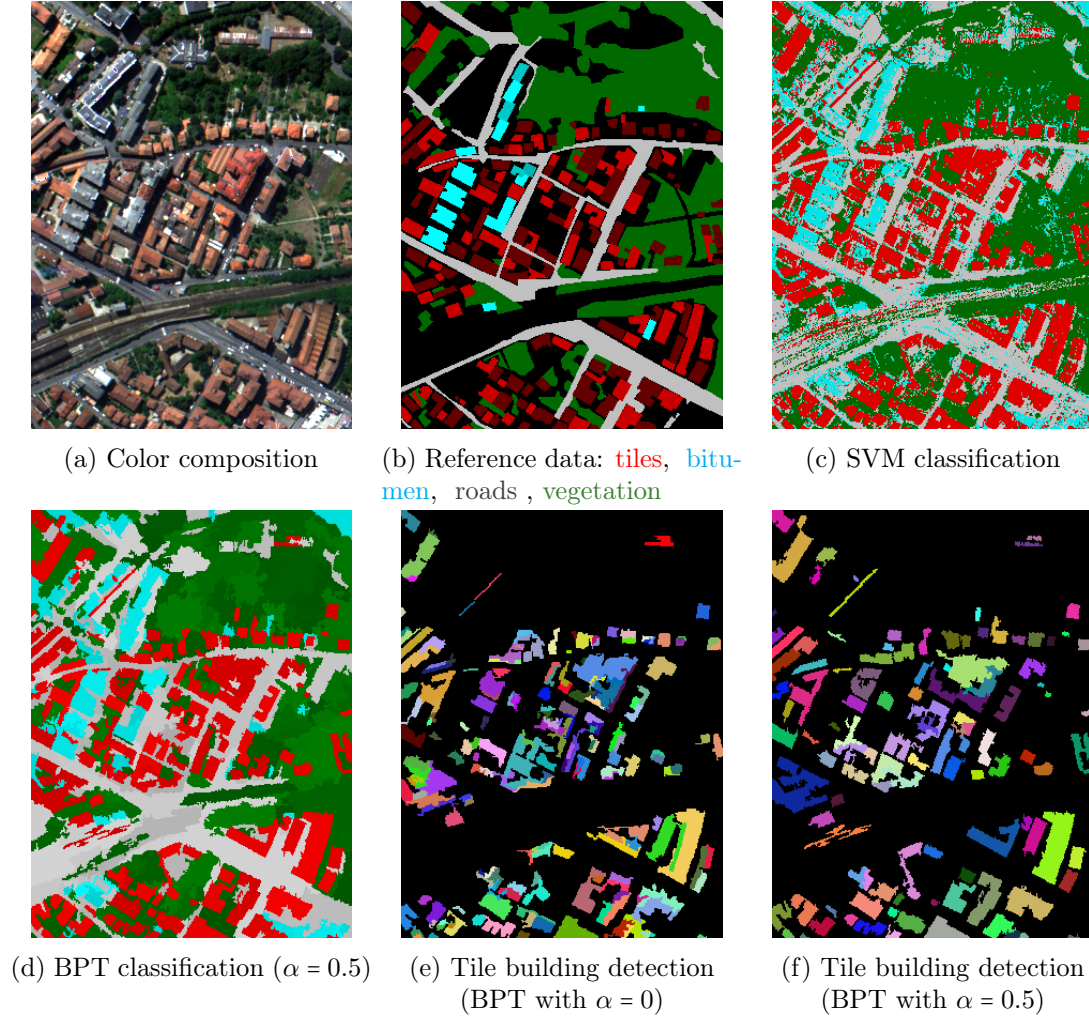 (a) Color composition
(b) Reference data: tiles, bitu-
men, roads , vegetation
(c) SVM classification
(d) BPT classification (α = 0.5)
(e) Tile building detection
(BPT with α = 0)
(f) Tile building detection
(BPT with α = 0.5)